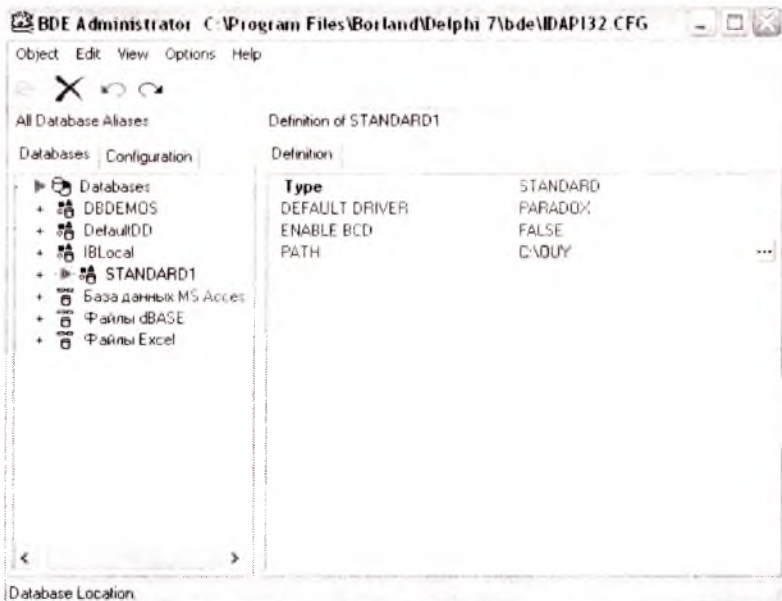 BDE Administrator C:\Program Files\Borland\Delphi 7\bde\IDAPI32.CFG
Object Edit View Options Help
All Database Aliases
Definition of STANDARD1
Databases Configuration
Definition
Databases
DBDEMOS
DefaultDD
IBLocal
STANDARD1
База данных MS Acces
Файлы dBASE
Файлы Excel
Type STANDARD
DEFAULT DRIVER PARADOX
ENABLE BCD FALSE
PATH C:\OUY ...
Database Location.